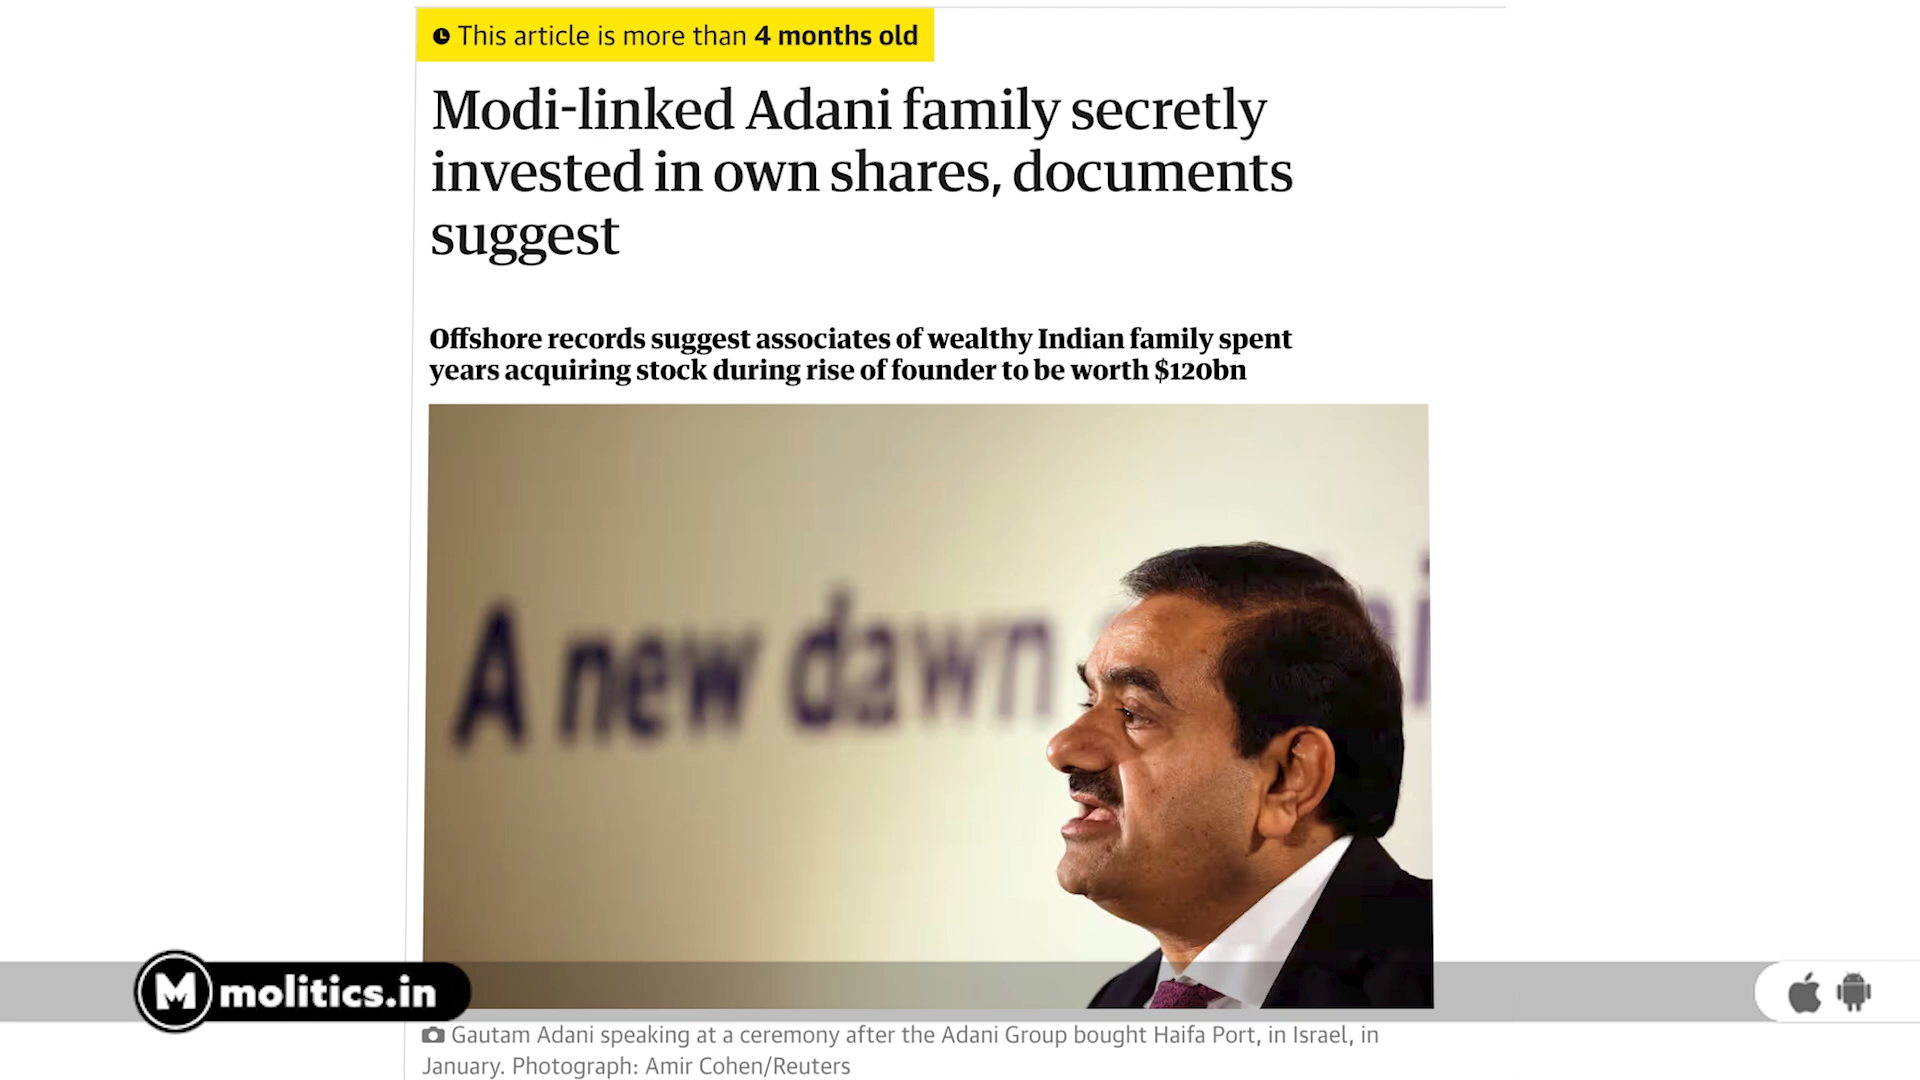 This article is more than 4 months old
Modi-linked Adani family secretly
invested in own shares, documents
suggest
Offshore records suggest associates of wealthy Indian family spent
years acquiring stock during rise of founder to be worth $120bn
A new dawn
M molitics.in
Gautam Adani speaking at a ceremony after the Adani Group bought Haifa Port, in Israel, in
January. Photograph: Amir Cohen/Reuters